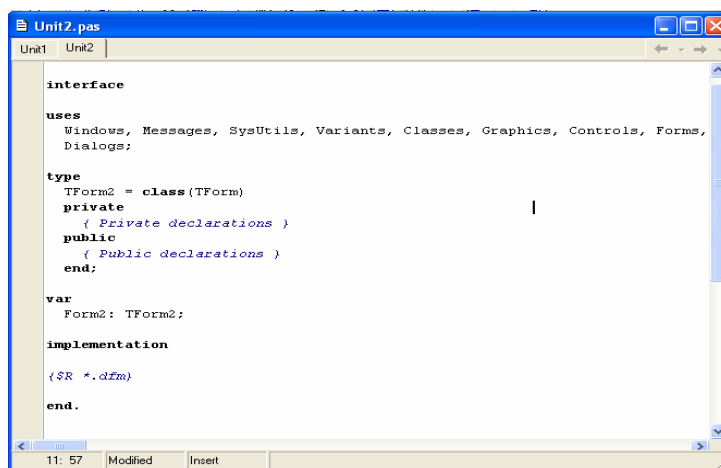 Unit2.pas
Unit1 Unit2
interface
uses
Windows, Messages, SysUtils, Variants, Classes, Graphics, Controls, Forms,
Dialogs;
type
TForm2 = class(TForm)
private
{ Private declarations }
public
{ Public declarations }
end;
var
Form2: TForm2;
implementation
{$R *.dfm}
end.
11: 57 Modified Insert